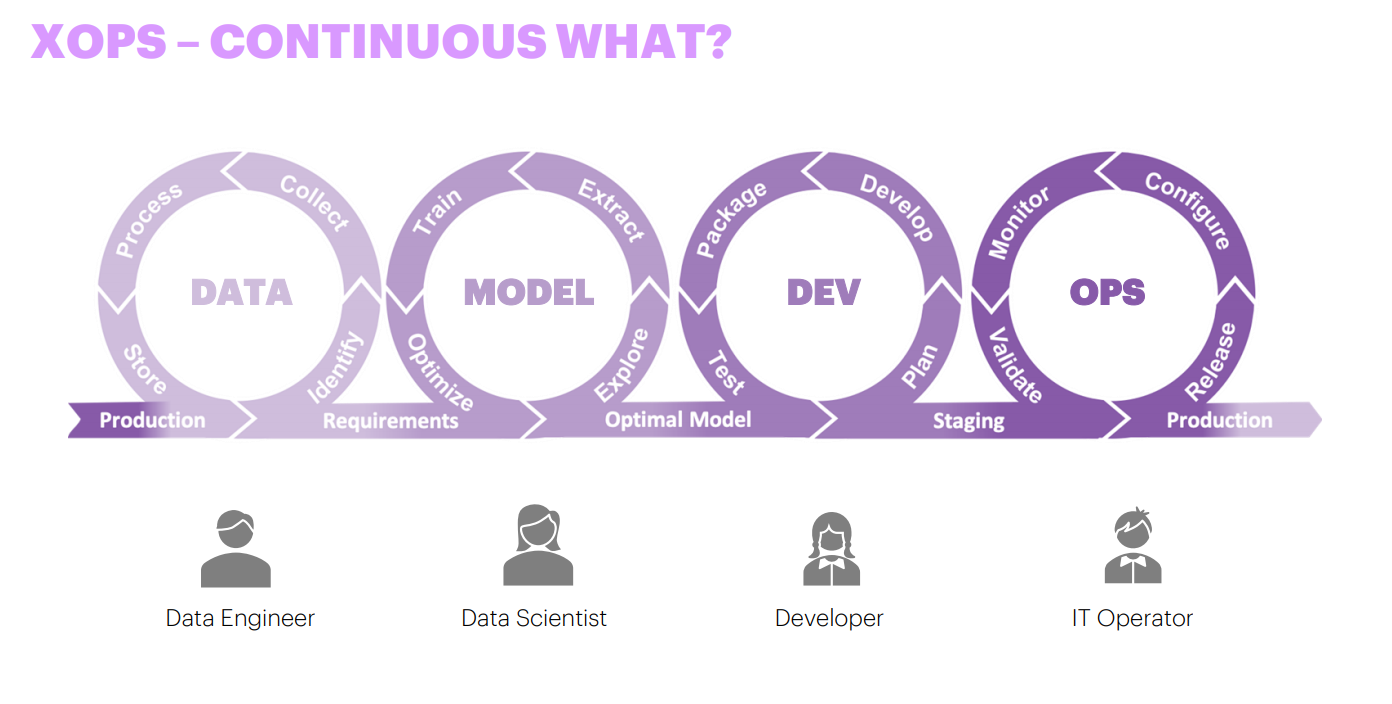 XOPS – CONTINUOUS WHAT?
Process
Collect
Store
Identify
DATA
Train
Extract
Optimize
Explore
MODEL
Package
Develop
Test
Plan
DEV
Monitor
Configure
Validate
Release
OPS
Production
Requirements
Optimal Model
Staging
Production
Data Engineer
Data Scientist
Developer
IT Operator